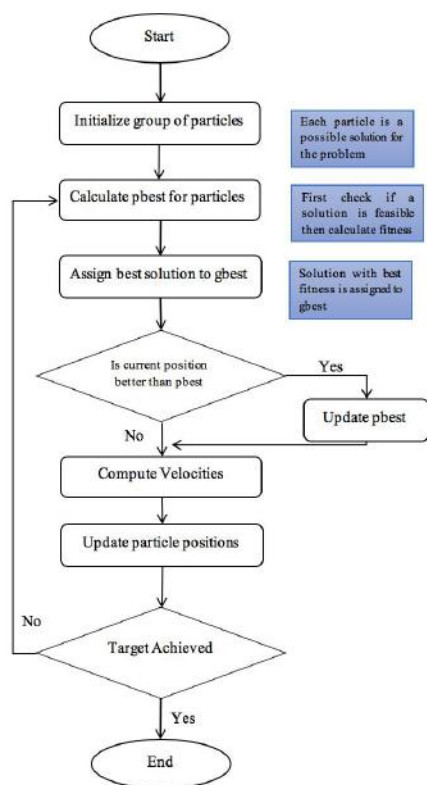 Start
Initialize group of particles
Each particle is a
possible solution for
the problem
Calculate pbest for particles
First check if a
solution is feasible
then calculate fitness
Assign best solution to gbest
Solution with best
fitness is assigned to
gbest
Is current position
better than pbest
Yes
Update pbest
No
Compute Velocities
Update particle positions
No
Target Achieved
Yes
End